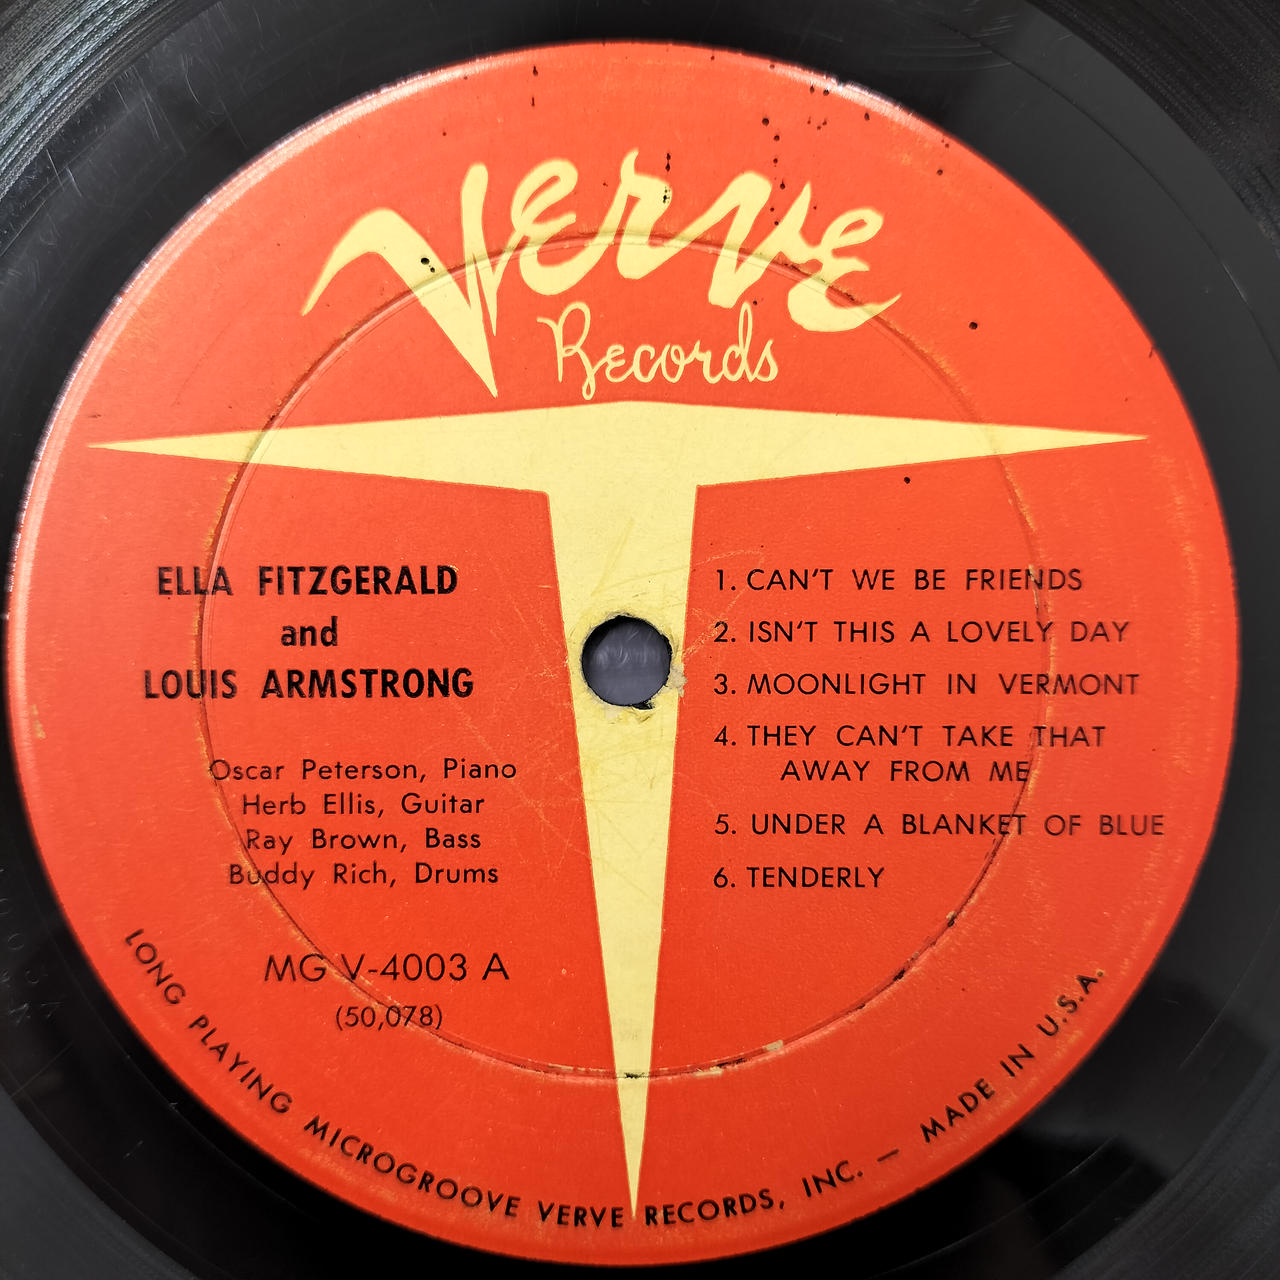 Verve
Records
ELLA FITZGERALD
and
LOUIS ARMSTRONG
Oscar Peterson, Piano
Herb Ellis, Guitar
Ray Brown, Bass
Buddy Rich, Drums
MG V-4003 A
(50,078)
1. CAN'T WE BE FRIENDS
2. ISN'T THIS A LOVELY DAY
3. MOONLIGHT IN VERMONT
4. THEY CAN'T TAKE THAT
AWAY FROM ME
5. UNDER A BLANKET OF BLUE
6. TENDERLY
LONG PLAYING MICROGROOVE VERVE RECORDS, INC. — MADE IN U.S.A.